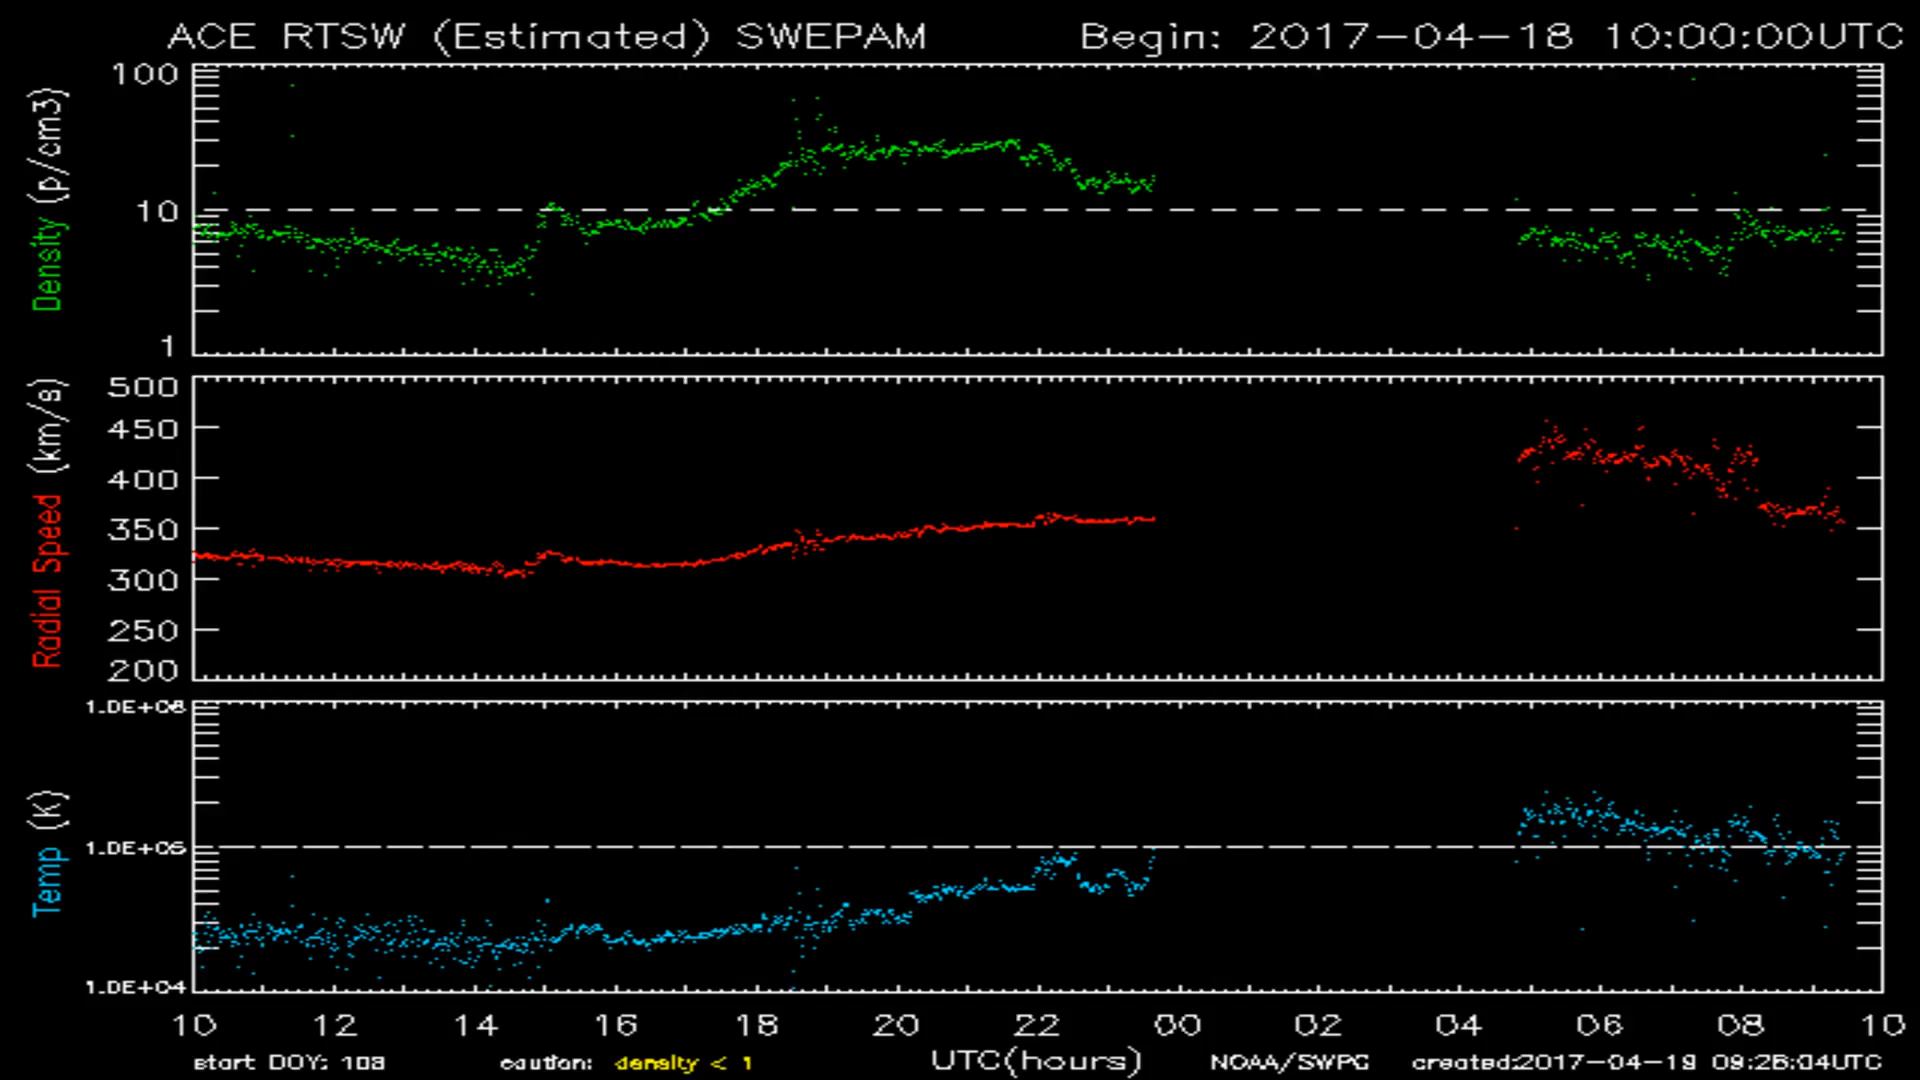 ACE RTSW (Estimated) SWEPAM Begin: 2017-04-18 10:00:00UTC
Density (p/cm3)
100
10
1
Radial Speed (km/s)
500
450
400
350
300
250
200
Temp (K)
1.0E+06
1.0E+05
1.0E+04
10 12 14 16 18 20 22 00 02 04 06 08 10
start DOY: 108 caution: density < 1 UTC(hours) NOAA/SWPC created:2017-04-19 09:26:04UTC